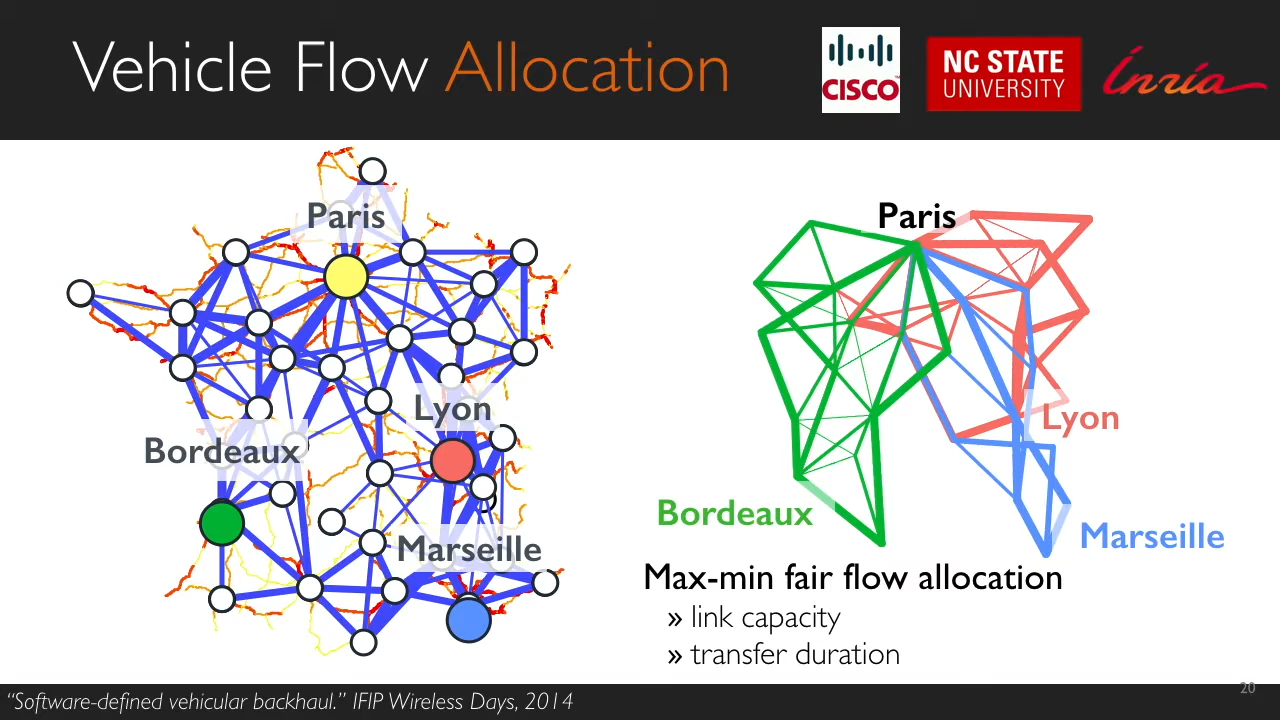 Vehicle Flow Allocation
CISCO
NC STATE
UNIVERSITY
Inria
Paris
Lyon
Bordeaux
Marseille
Paris
Lyon
Bordeaux
Marseille
Max-min fair flow allocation
» link capacity
» transfer duration
20
“Software-defined vehicular backhaul.” IFIP Wireless Days, 2014